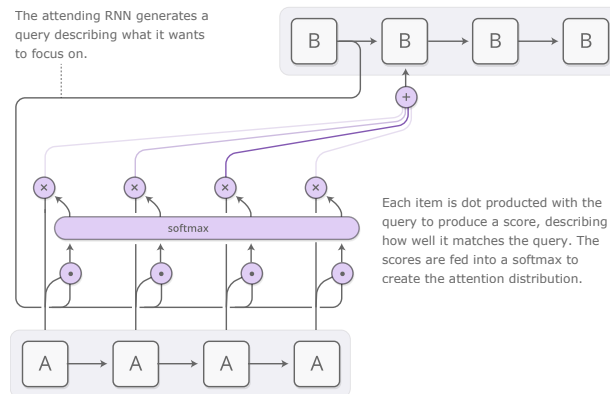 The attending RNN generates a
query describing what it wants
to focus on.
B B B B
+
× × × ×
Each item is dot producted with the
query to produce a score, describing
softmax
how well it matches the query. The
scores are fed into a softmax to
create the attention distribution.
A A A A